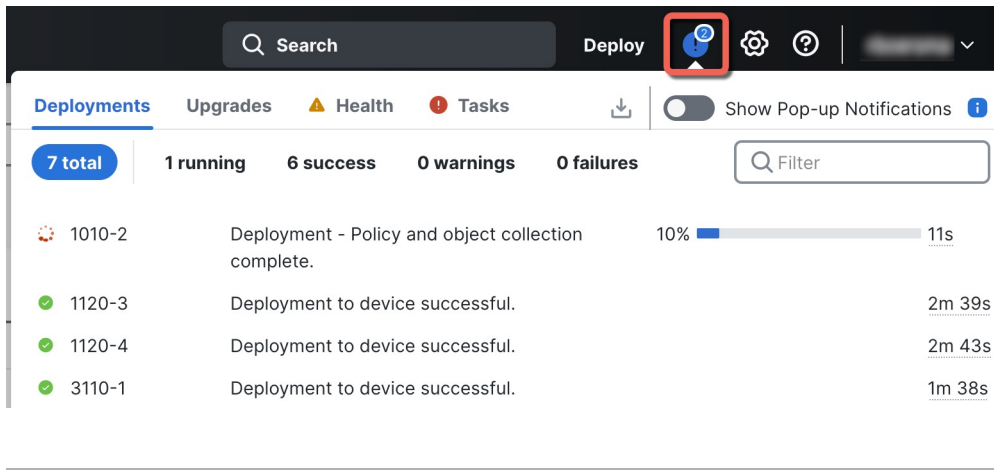 Search Deploy 2
Deployments Upgrades Health Tasks Show Pop-up Notifications
7 total 1 running 6 success 0 warnings 0 failures Filter
1010-2 Deployment - Policy and object collection 10% 11s
complete.
1120-3 Deployment to device successful. 2m 39s
1120-4 Deployment to device successful. 2m 43s
3110-1 Deployment to device successful. 1m 38s